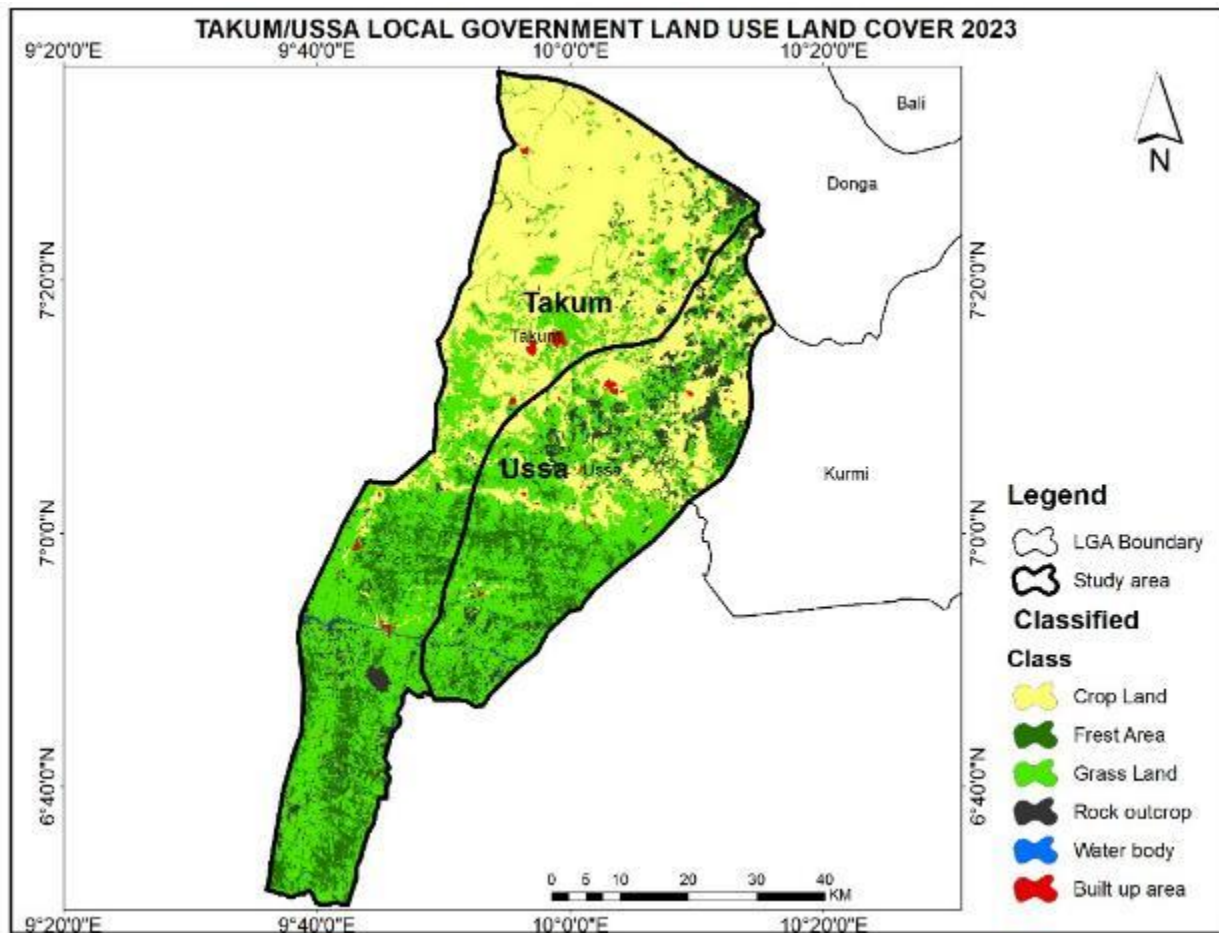 TAKUM/USSA LOCAL GOVERNMENT LAND USE LAND COVER 2023
9°20'0"E 9°40'0"E 10°0'0"E 10°20'0"E
Bali
N
Donga
7°20'0"N 7°20'0"N
Takum
Takum
Ussa Ussa
Kurmi
7°0'0"N 7°0'0"N
6°40'0"N 6°40'0"N
Legend
LGA Boundary
Study area
Classified
Class
Crop Land
Frest Area
Grass Land
Rock outcrop
Water body
Built up area
0 5 10 20 30 40
KM
9°20'0"E 9°40'0"E 10°0'0"E 10°20'0"E